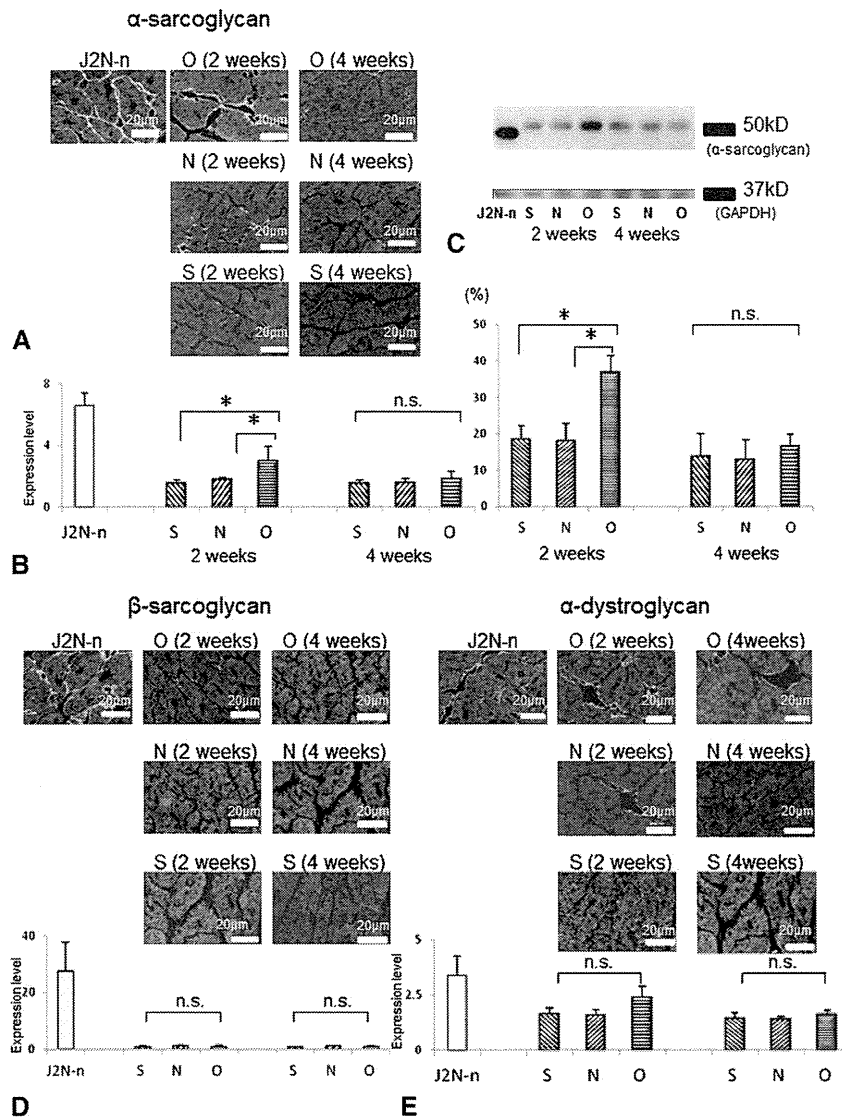 α-sarcoglycan
J2N-n O (2 weeks) O (4 weeks)
20µm 20µm 20µm
N (2 weeks) N (4 weeks)
20µm 20µm
S (2 weeks) S (4 weeks)
20µm 20µm
A
50kD
(α-sarcoglycan)
37kD
(GAPDH)
J2N-n S N O S N O
2 weeks 4 weeks
C
Expression level
8
4
0
* * n.s.
J2N-n S N O S N O
2 weeks 4 weeks
B
(%)
50
40
30
20
10
0
* * n.s.
S N O S N O
2 weeks 4 weeks
β-sarcoglycan
J2N-n O (2 weeks) O (4 weeks)
20µm 20µm 20µm
N (2 weeks) N (4 weeks)
20µm 20µm
S (2 weeks) S (4 weeks)
20µm 20µm
Expression level
40
20
0
n.s. n.s.
J2N-n S N O S N O
D
α-dystroglycan
J2N-n O (2 weeks) O (4weeks)
20µm 20µm 20µm
N (2 weeks) N (4 weeks)
20µm 20µm
S (2 weeks) S (4weeks)
20µm 20µm
Expression level
5
2.5
0
n.s. n.s.
J2N-n S N O S N O
E